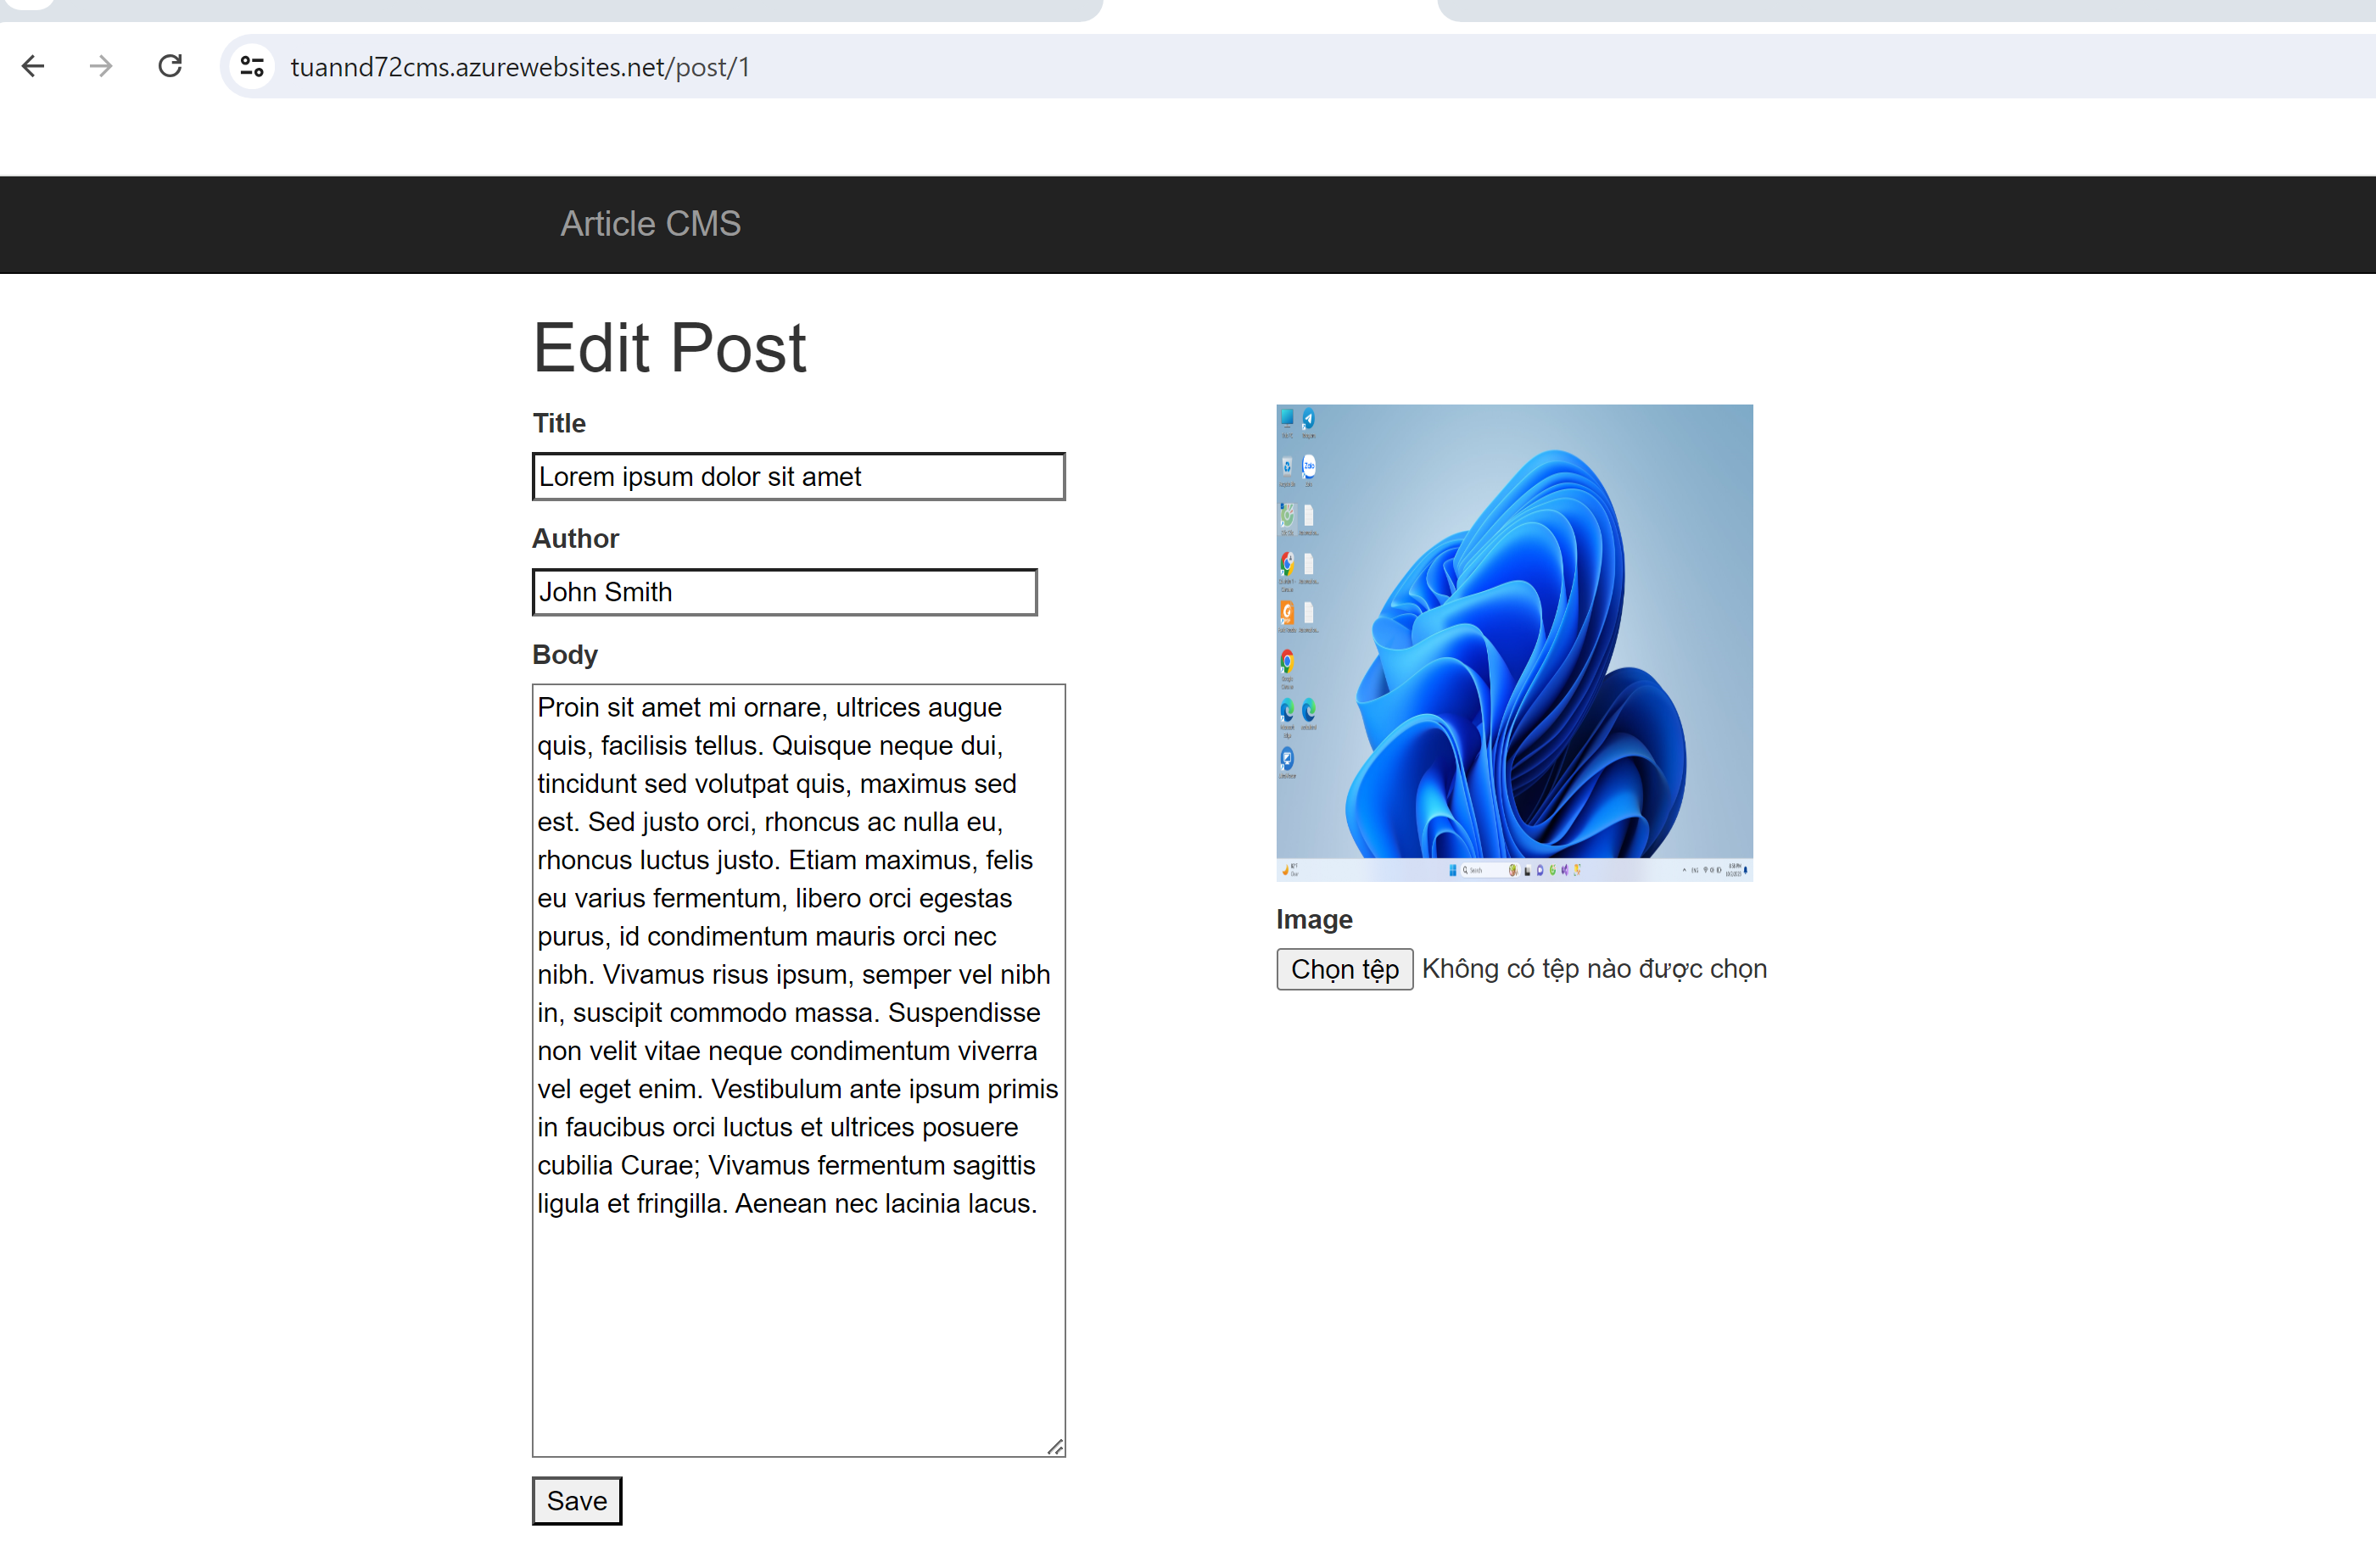 tuannd72cms.azurewebsites.net/post/1
Article CMS
Edit Post
Title
Lorem ipsum dolor sit amet
Author
John Smith
Body
Proin sit amet mi ornare, ultrices augue
quis, facilisis tellus. Quisque neque dui,
tincidunt sed volutpat quis, maximus sed
est. Sed justo orci, rhoncus ac nulla eu,
rhoncus luctus justo. Etiam maximus, felis
eu varius fermentum, libero orci egestas
purus, id condimentum mauris orci nec
nibh. Vivamus risus ipsum, semper vel nibh
in, suscipit commodo massa. Suspendisse
non velit vitae neque condimentum viverra
vel eget enim. Vestibulum ante ipsum primis
in faucibus orci luctus et ultrices posuere
cubilia Curae; Vivamus fermentum sagittis
ligula et fringilla. Aenean nec lacinia lacus.
Save
Zalo
Search
ENG
Image
Chọn tệp Không có tệp nào được chọn